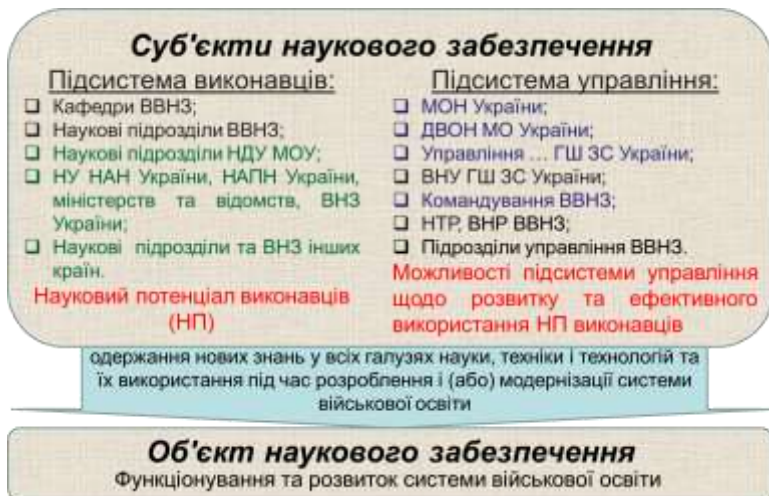 Суб'єкти наукового забезпечення
Підсистема виконавців:
❑ Кафедри ВВНЗ;
❑ Наукові підрозділи ВВНЗ;
❑ Наукові підрозділи НДУ МОУ;
❑ НУ НАН України, НАПН України,
міністерств та відомств, ВНЗ
України;
❑ Наукові підрозділи та ВНЗ інших
країн.
Науковий потенціал виконавців
(НП)
Підсистема управління:
❑ МОН України;
❑ ДВОН МО України;
❑ Управління … ГШ ЗС України;
❑ ВНУ ГШ ЗС України;
❑ Командування ВВНЗ;
❑ НТР, ВНР ВВНЗ;
❑ Підрозділи управління ВВНЗ.
Можливості підсистеми управління
щодо розвитку та ефективного
використання НП виконавців
одержання нових знань у всіх галузях науки, техніки і технологій та
їх використання під час розроблення і (або) модернізації системи
військової освіти
Об'єкт наукового забезпечення
Функціонування та розвиток системи військової освіти